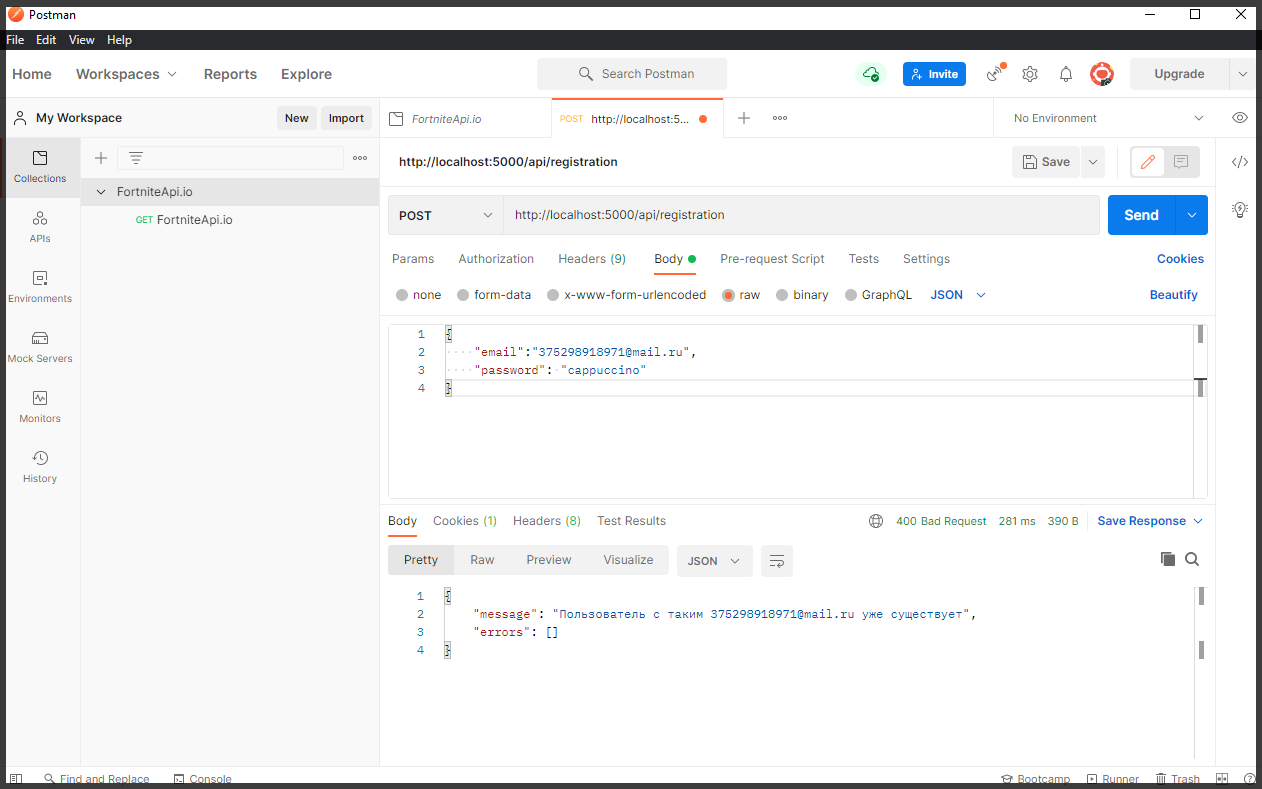 Postman
File Edit View Help
Home Workspaces Reports Explore Search Postman Invite Upgrade
My Workspace New Import FortniteApi.io POST http://localhost:5... No Environment
Collections
FortniteApi.io
GET FortniteApi.io
APIs
Environments
Mock Servers
Monitors
History
http://localhost:5000/api/registration Save
POST http://localhost:5000/api/registration Send
Params Authorization Headers (9) Body Pre-request Script Tests Settings Cookies
none form-data x-www-form-urlencoded raw binary GraphQL JSON Beautify
1 {
2 "email":"375298918971@mail.ru",
3 "password": "cappuccino"
4 }
Body Cookies (1) Headers (8) Test Results 400 Bad Request 281 ms 390 B Save Response
Pretty Raw Preview Visualize JSON
1 {
2 "message": "Пользователь с таким 375298918971@mail.ru уже существует",
3 "errors": []
4 }
Find and Replace Console Bootcamp Runner Trash